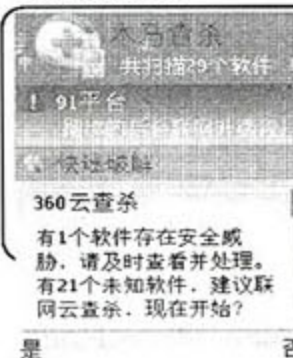 木马查杀
共扫描29个软件
! 91平台
快速破解
360云查杀
有1个软件存在安全威
胁、请及时查看并处理。
有21个未知软件、建议联
网云查杀、现在开始？
是 否